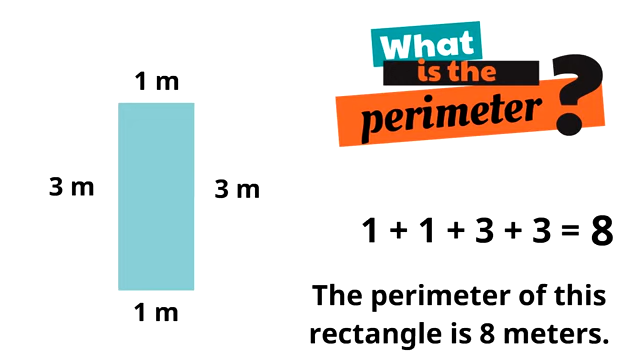 What
is the
perimeter?
1 m
3 m
3 m
1 m
1 + 1 + 3 + 3 = 8
The perimeter of this
rectangle is 8 meters.